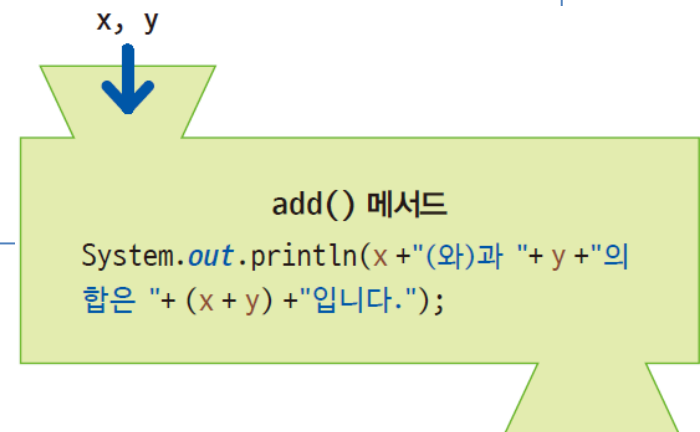 x, y
add() 메서드
System.out.println(x +"(와)과 "+ y +"의
합은 "+ (x + y) +"입니다.");